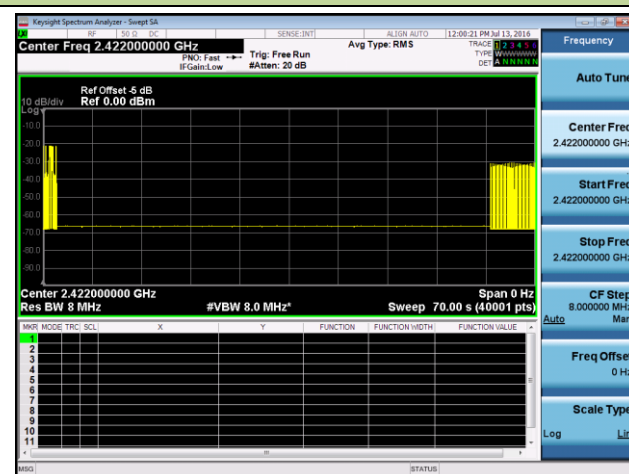 Keysight Spectrum Analyzer - Swept SA
RF 50 Ω DC SENSE:INT ALIGN AUTO 12:00:21 PM Jul 13, 2016
Center Freq 2.422000000 GHz
PNO: Fast
IFGain:Low
Trig: Free Run
#Atten: 20 dB
Avg Type: RMS
TRACE 1 2 3 4 5 6
TYPE WWWWWW
DET A N N N N N
Ref Offset -5 dB
10 dB/div Ref 0.00 dBm
Log
-10.0
-20.0
-30.0
-40.0
-50.0
-60.0
-70.0
-80.0
-90.0
Center 2.422000000 GHz Span 0 Hz
Res BW 8 MHz #VBW 8.0 MHz* Sweep 70.00 s (40001 pts)
MKR MODE TRC SCL X Y FUNCTION FUNCTION WIDTH FUNCTION VALUE
1
2
3
4
5
6
7
8
9
10
11
MSG STATUS
Frequency
Auto Tune
Center Freq
2.422000000 GHz
Start Freq
2.422000000 GHz
Stop Freq
2.422000000 GHz
CF Step
8.000000 MHz
Auto Man
Freq Offset
0 Hz
Scale Type
Log Lin